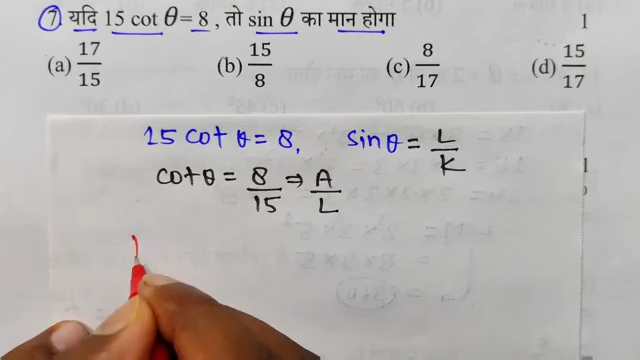 7. यदि 15 cot θ = 8 , तो sin θ का मान होगा 1
(a) 17/15 (b) 15/8 (c) 8/17 (d) 15/17
15 cot θ = 8, sin θ = L/K
cot θ = 8/15 ⇒ A/L